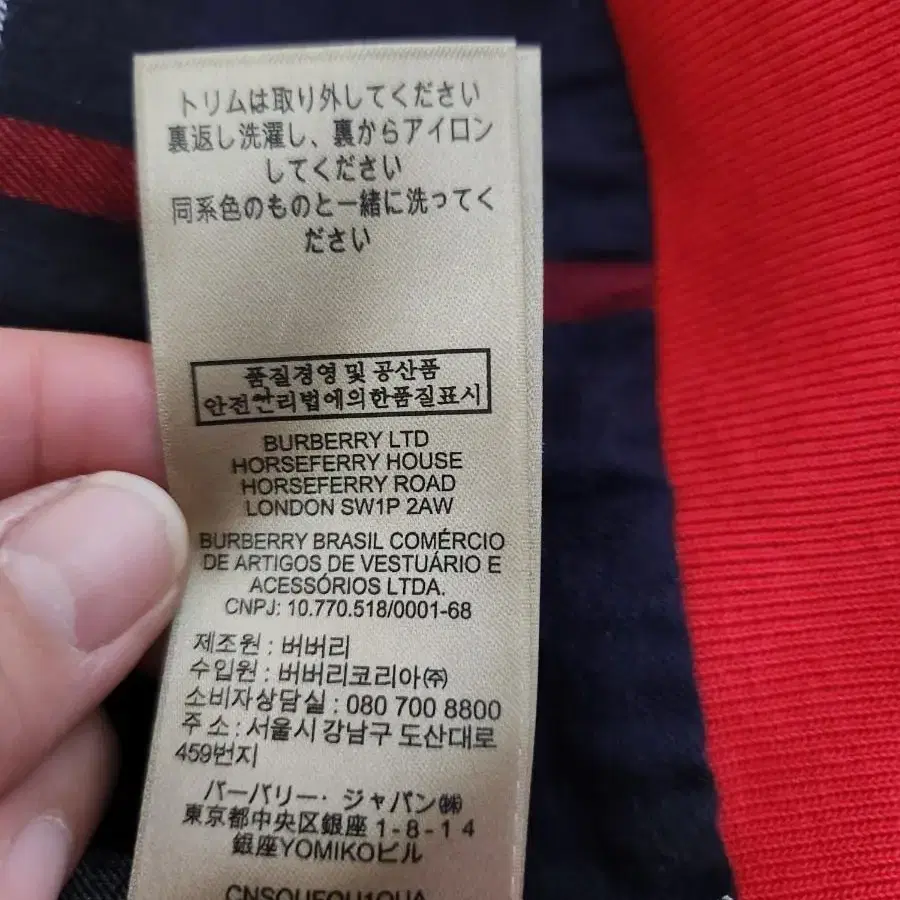 トリムは取り外してください
裏返し洗濯し、裏からアイロン
してください
同系色のものと一緒に洗ってく
ださい
품질경영 및 공산품
안전안리법에의한품질표시
BURBERRY LTD
HORSEFERRY HOUSE
HORSEFERRY ROAD
LONDON SW1P 2AW
BURBERRY BRASIL COMÉRCIO
DE ARTIGOS DE VESTUÁRIO E
ACESSÓRIOS LTDA.
CNPJ: 10.770.518/0001-68
제조원 : 버버리
수입원 : 버버리코리아㈜
소비자상담실 : 080 700 8800
주 소 : 서울시 강남구 도산대로
459번지
バーバリー・ジャパン㈱
東京都中央区銀座 1-8-14
銀座YOMIKOビル